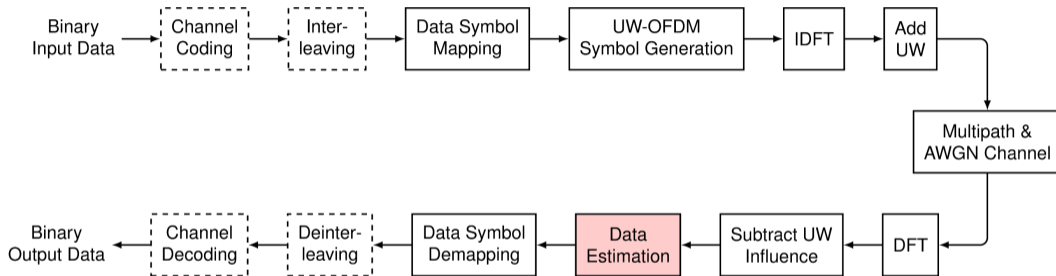 Binary
Input Data
Channel
Coding
Inter-
leaving
Data Symbol
Mapping
UW-OFDM
Symbol Generation
IDFT
Add
UW
Multipath &
AWGN Channel
Binary
Output Data
Channel
Decoding
Deinter-
leaving
Data Symbol
Demapping
Data
Estimation
Subtract UW
Influence
DFT